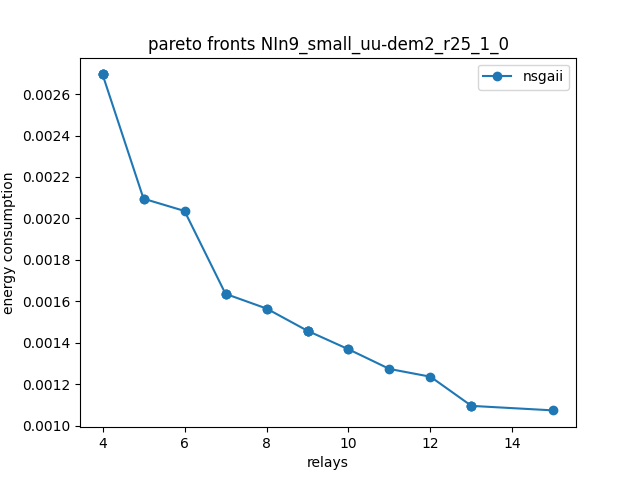 pareto fronts NIn9_small_uu-dem2_r25_1_0
nsgaii
energy consumption
0.0026
0.0024
0.0022
0.0020
0.0018
0.0016
0.0014
0.0012
0.0010
4 6 8 10 12 14
relays